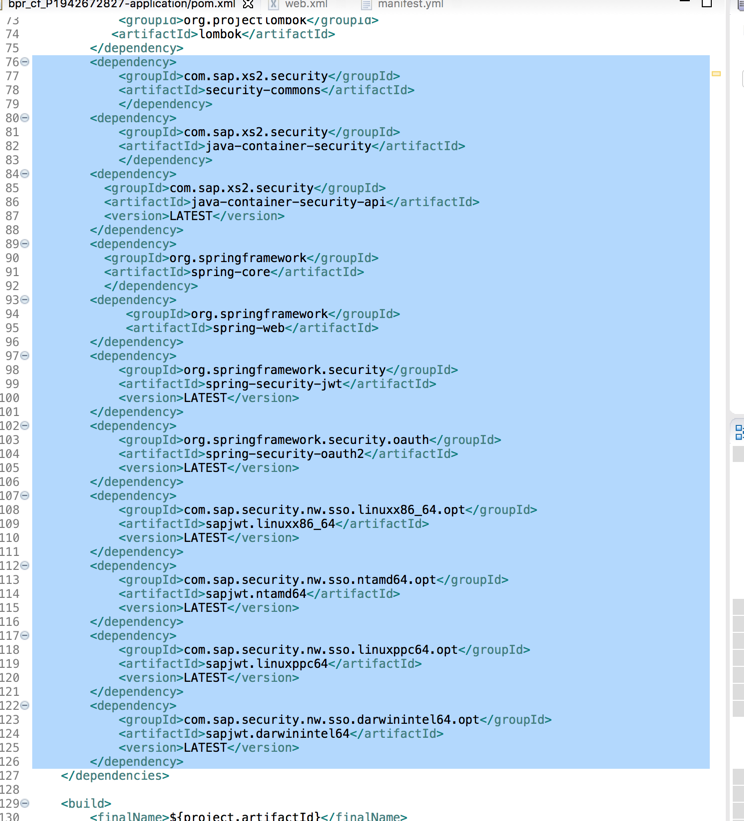 bpr_cf_P1942672827-application/pom.xml web.xml manifest.yml
73 <groupId>org.projectlombok</groupId>
74 <artifactId>lombok</artifactId>
75 </dependency>
76 <dependency>
77 <groupId>com.sap.xs2.security</groupId>
78 <artifactId>security-commons</artifactId>
79 </dependency>
80 <dependency>
81 <groupId>com.sap.xs2.security</groupId>
82 <artifactId>java-container-security</artifactId>
83 </dependency>
84 <dependency>
85 <groupId>com.sap.xs2.security</groupId>
86 <artifactId>java-container-security-api</artifactId>
87 <version>LATEST</version>
88 </dependency>
89 <dependency>
90 <groupId>org.springframework</groupId>
91 <artifactId>spring-core</artifactId>
92 </dependency>
93 <dependency>
94 <groupId>org.springframework</groupId>
95 <artifactId>spring-web</artifactId>
96 </dependency>
97 <dependency>
98 <groupId>org.springframework.security</groupId>
99 <artifactId>spring-security-jwt</artifactId>
100 <version>LATEST</version>
101 </dependency>
102 <dependency>
103 <groupId>org.springframework.security.oauth</groupId>
104 <artifactId>spring-security-oauth2</artifactId>
105 <version>LATEST</version>
106 </dependency>
107 <dependency>
108 <groupId>com.sap.security.nw.sso.linuxx86_64.opt</groupId>
109 <artifactId>sapjwt.linuxx86_64</artifactId>
110 <version>LATEST</version>
111 </dependency>
112 <dependency>
113 <groupId>com.sap.security.nw.sso.ntamd64.opt</groupId>
114 <artifactId>sapjwt.ntamd64</artifactId>
115 <version>LATEST</version>
116 </dependency>
117 <dependency>
118 <groupId>com.sap.security.nw.sso.linuxppc64.opt</groupId>
119 <artifactId>sapjwt.linuxppc64</artifactId>
120 <version>LATEST</version>
121 </dependency>
122 <dependency>
123 <groupId>com.sap.security.nw.sso.darwinintel64.opt</groupId>
124 <artifactId>sapjwt.darwinintel64</artifactId>
125 <version>LATEST</version>
126 </dependency>
127 </dependencies>
128
129 <build>
130 <finalName>${project.artifactId}</finalName>